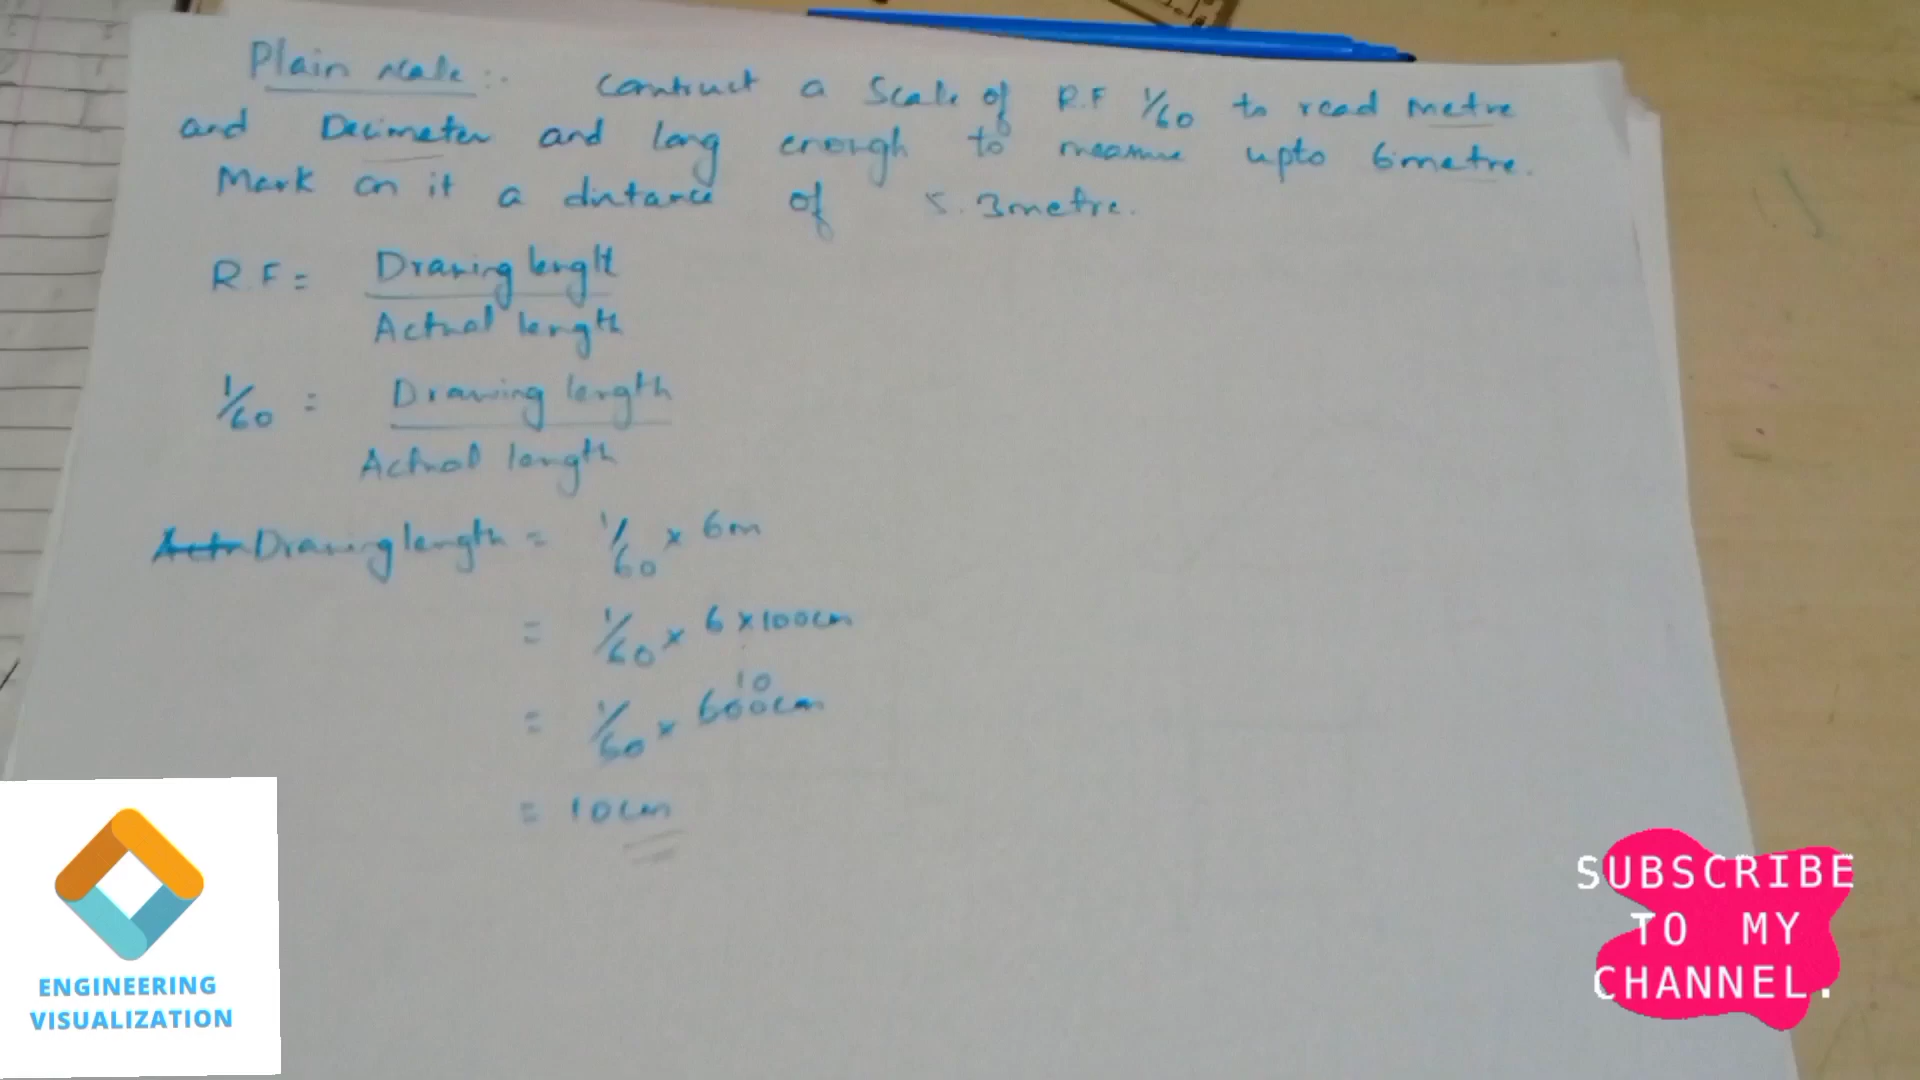 Plain scale:. Construct a Scale of R.F 1/60 to read metre
and Decimeter and long enough to measure upto 6metre.
Mark on it a distance of 5.3metre.
R.F = Drawing length
Actual length
1/60 = Drawing length
Actual length
Drawing length = 1/60 x 6m
= 1/60 x 6 x 100cm
10
= 1/60 x 600cm
= 10cm
ENGINEERING
VISUALIZATION
SUBSCRIBE
TO MY
CHANNEL.